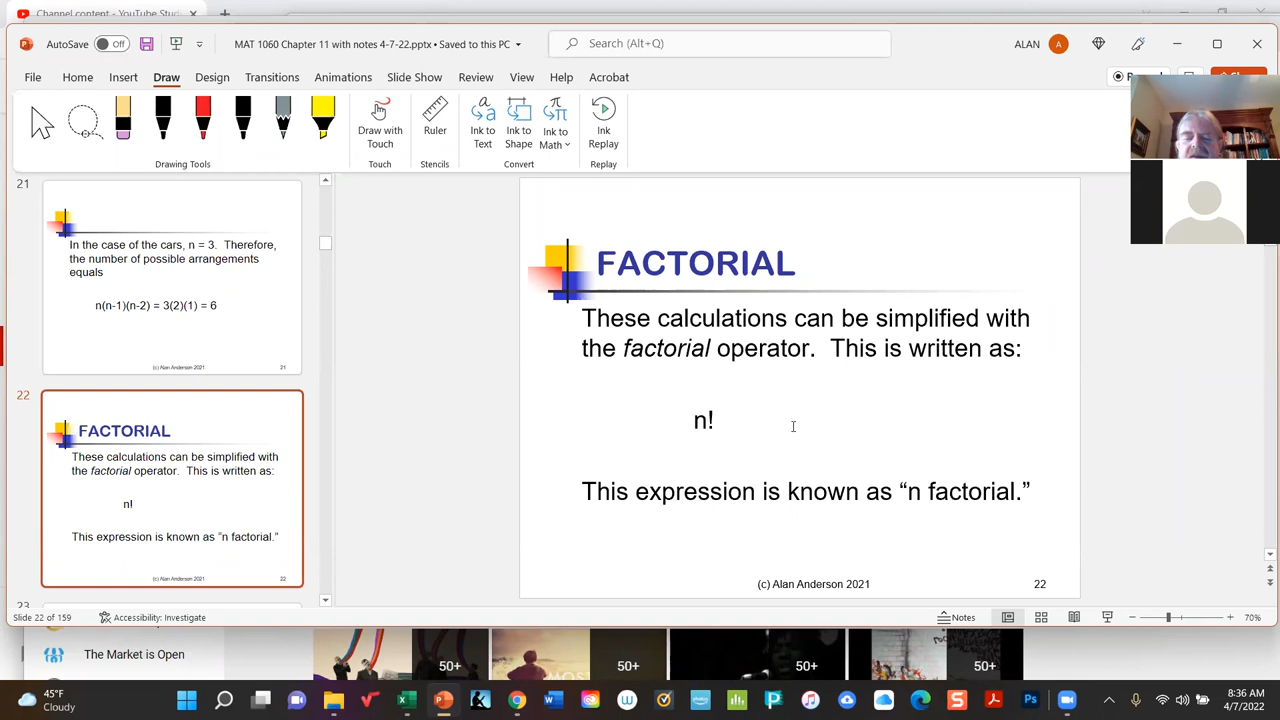 Channel content - YouTube Studi
AutoSave
Off
MAT 1060 Chapter 11 with notes 4-7-22.pptx • Saved to this PC
Search (Alt+Q)
ALAN
A
File
Home
Insert
Draw
Design
Transitions
Animations
Slide Show
Review
View
Help
Acrobat
Draw with
Touch
Ruler
Ink to
Text
Ink to
Shape
Ink to
Math
Ink
Replay
Drawing Tools
Touch
Stencils
Convert
Replay
21
In the case of the cars, n = 3. Therefore,
the number of possible arrangements
equals
n(n-1)(n-2) = 3(2)(1) = 6
(c) Alan Anderson 2021
21
22
FACTORIAL
These calculations can be simplified with
the factorial operator. This is written as:
n!
This expression is known as “n factorial.”
(c) Alan Anderson 2021
22
23
FACTORIAL
These calculations can be simplified with
the factorial operator. This is written as:
n!
This expression is known as “n factorial.”
(c) Alan Anderson 2021
22
Slide 22 of 159
Accessibility: Investigate
Notes
70%
The Market is Open
50+
50+
50+
50+
45°F
Cloudy
8:36 AM
4/7/2022